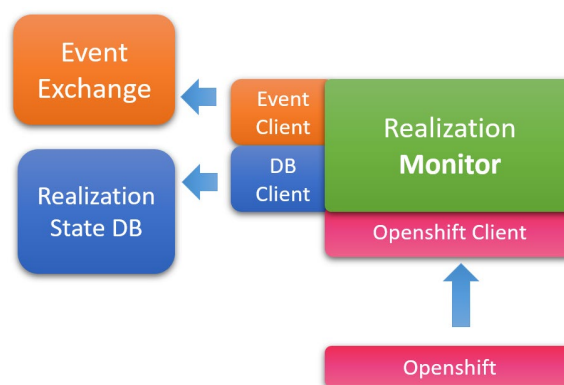 Event
Exchange
Event
Client
Realization
Monitor
DB
Client
Realization
State DB
Openshift Client
Openshift